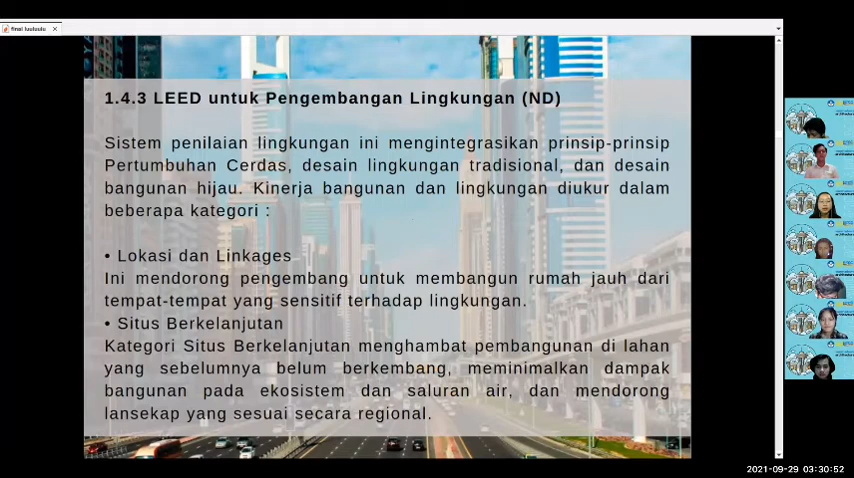 final luuluulu
1.4.3 LEED untuk Pengembangan Lingkungan (ND)
Sistem penilaian lingkungan ini mengintegrasikan prinsip-prinsip
Pertumbuhan Cerdas, desain lingkungan tradisional, dan desain
bangunan hijau. Kinerja bangunan dan lingkungan diukur dalam
beberapa kategori :
• Lokasi dan Linkages
Ini mendorong pengembang untuk membangun rumah jauh dari
tempat-tempat yang sensitif terhadap lingkungan.
• Situs Berkelanjutan
Kategori Situs Berkelanjutan menghambat pembangunan di lahan
yang sebelumnya belum berkembang, meminimalkan dampak
bangunan pada ekosistem dan saluran air, dan mendorong
lansekap yang sesuai secara regional.
2021-09-29 03:30:52